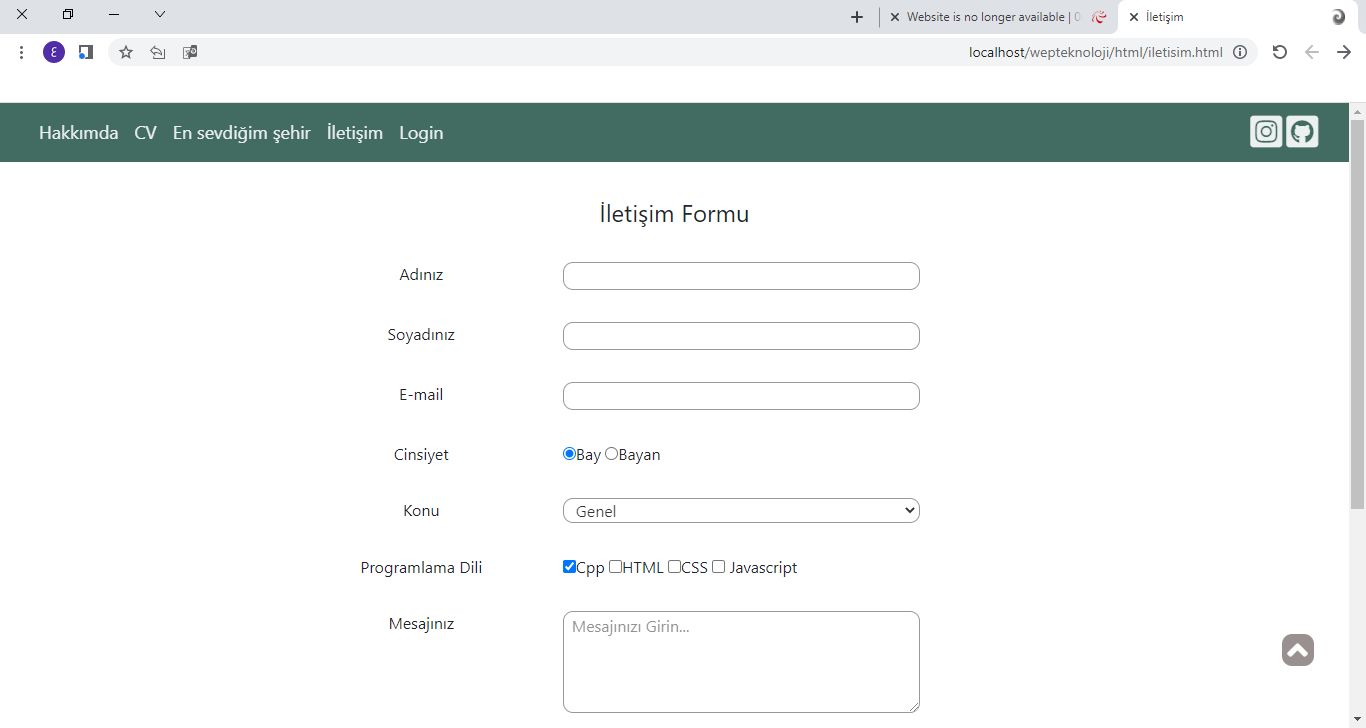 Website is no longer available | 0
İletişim
localhost/wepteknoloji/html/iletisim.html
Hakkımda CV En sevdiğim şehir İletişim Login
İletişim Formu
Adınız
Soyadınız
E-mail
Cinsiyet Bay Bayan
Konu Genel
Programlama Dili Cpp HTML CSS Javascript
Mesajınız Mesajınızı Girin...